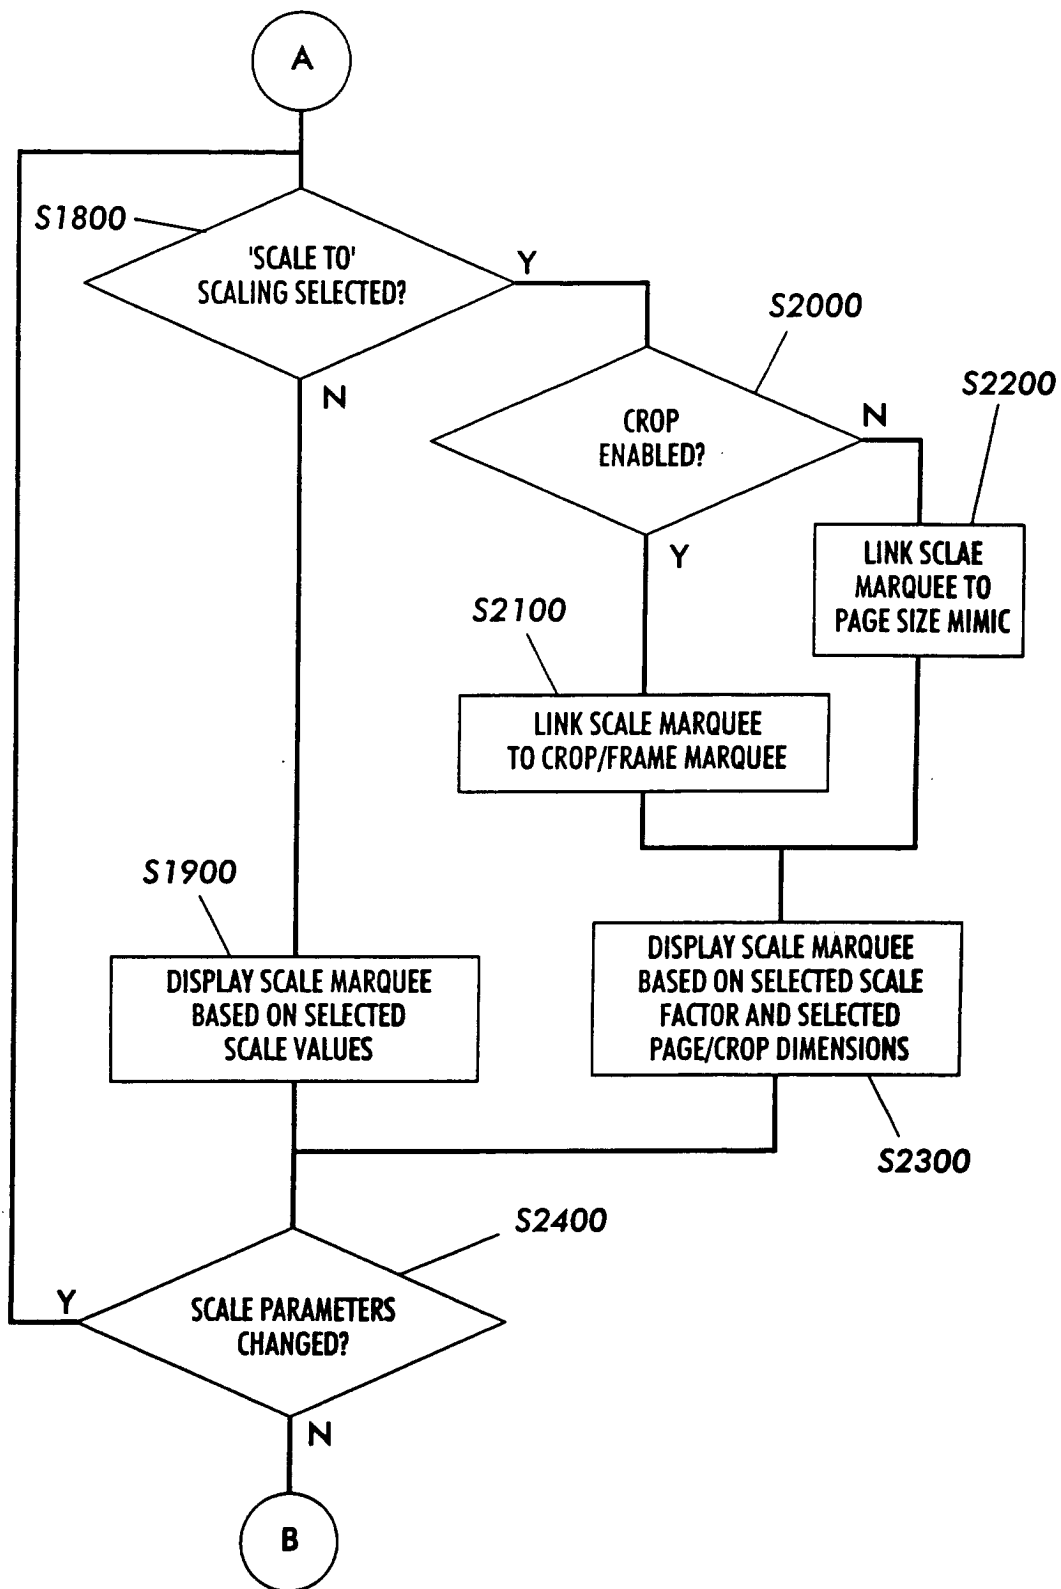 A
S1800
'SCALE TO'
SCALING SELECTED?
Y
N
S2000
CROP
ENABLED?
N
Y
S2200
LINK SCLAE
MARQUEE TO
PAGE SIZE MIMIC
S2100
LINK SCALE MARQUEE
TO CROP/FRAME MARQUEE
S1900
DISPLAY SCALE MARQUEE
BASED ON SELECTED
SCALE VALUES
DISPLAY SCALE MARQUEE
BASED ON SELECTED SCALE
FACTOR AND SELECTED
PAGE/CROP DIMENSIONS
S2300
S2400
SCALE PARAMETERS
CHANGED?
Y
N
B